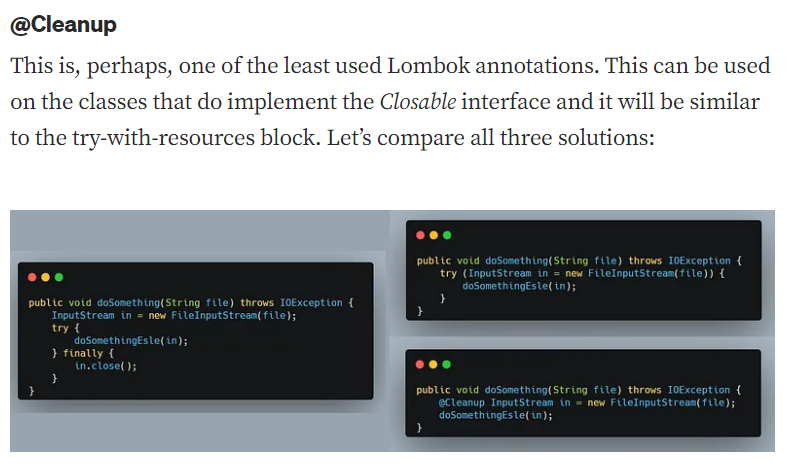 @Cleanup
This is, perhaps, one of the least used Lombok annotations. This can be used
on the classes that do implement the Closable interface and it will be similar
to the try-with-resources block. Let’s compare all three solutions:
public void doSomething(String file) throws IOException {
    InputStream in = new FileInputStream(file);
    try {
        doSomethingEsle(in);
    } finally {
        in.close();
    }
}
public void doSomething(String file) throws IOException {
    try (InputStream in = new FileInputStream(file)) {
        doSomethingEsle(in);
    }
}
public void doSomething(String file) throws IOException {
    @Cleanup InputStream in = new FileInputStream(file);
    doSomethingEsle(in);
}